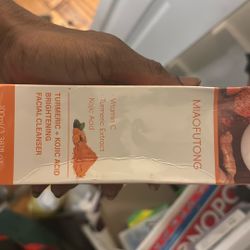 MIAOFUTONG
Vitamin C
Turmeric Extract
Kojic Acid
TURMERIC + KOJIC ACID
BRIGHTENING
FACIAL CLEANSER